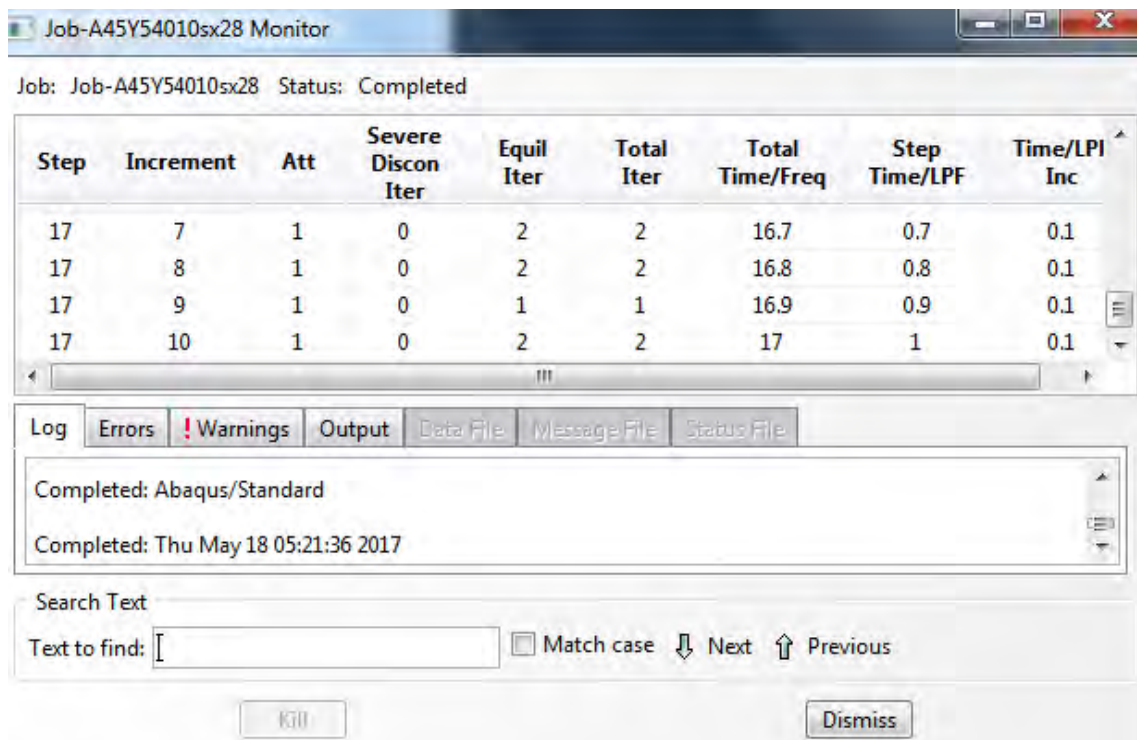 Job-A45Y54010sx28 Monitor
Job: Job-A45Y54010sx28 Status: Completed
Step Increment Att Severe Discon Iter Equil Iter Total Iter Total Time/Freq Step Time/LPF Time/LPI Inc
17 7 1 0 2 2 16.7 0.7 0.1
17 8 1 0 2 2 16.8 0.8 0.1
17 9 1 0 1 1 16.9 0.9 0.1
17 10 1 0 2 2 17 1 0.1
Log Errors ! Warnings Output Data File Message File Status File
Completed: Abaqus/Standard
Completed: Thu May 18 05:21:36 2017
Search Text
Text to find: Match case Next Previous
Kill Dismiss